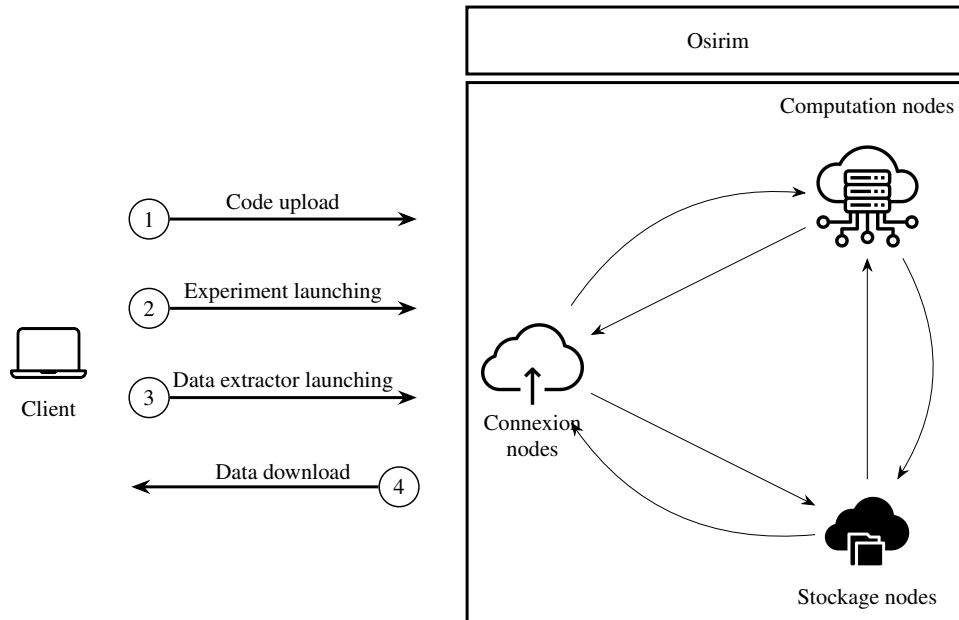 Osirim
Computation nodes
1
Code upload
2
Experiment launching
3
Data extractor launching
Client
Connexion
nodes
Data download
4
Stockage nodes